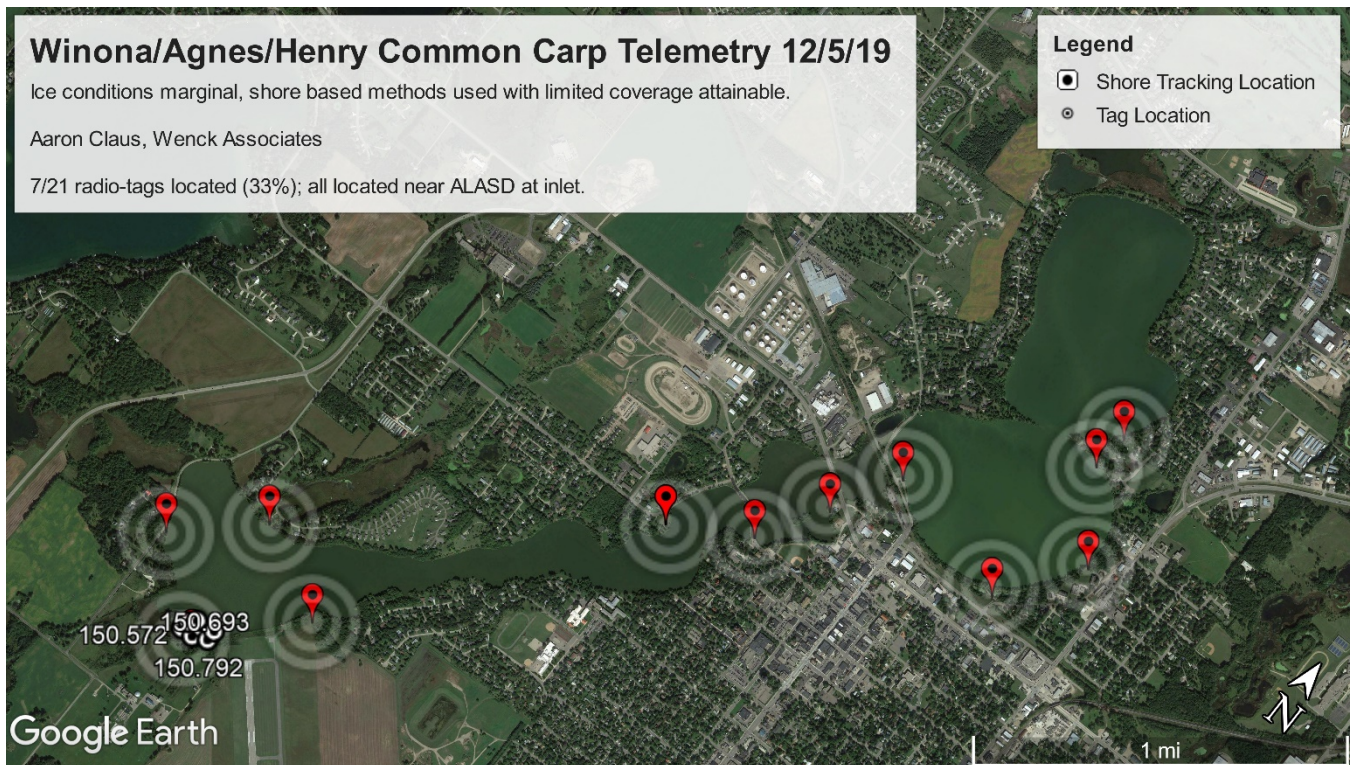 Winona/Agnes/Henry Common Carp Telemetry 12/5/19
Ice conditions marginal, shore based methods used with limited coverage attainable.
Aaron Claus, Wenck Associates
7/21 radio-tags located (33%); all located near ALASD at inlet.
Legend
Shore Tracking Location
Tag Location
150.693
150.572
150.792
Google Earth
N
1 mi